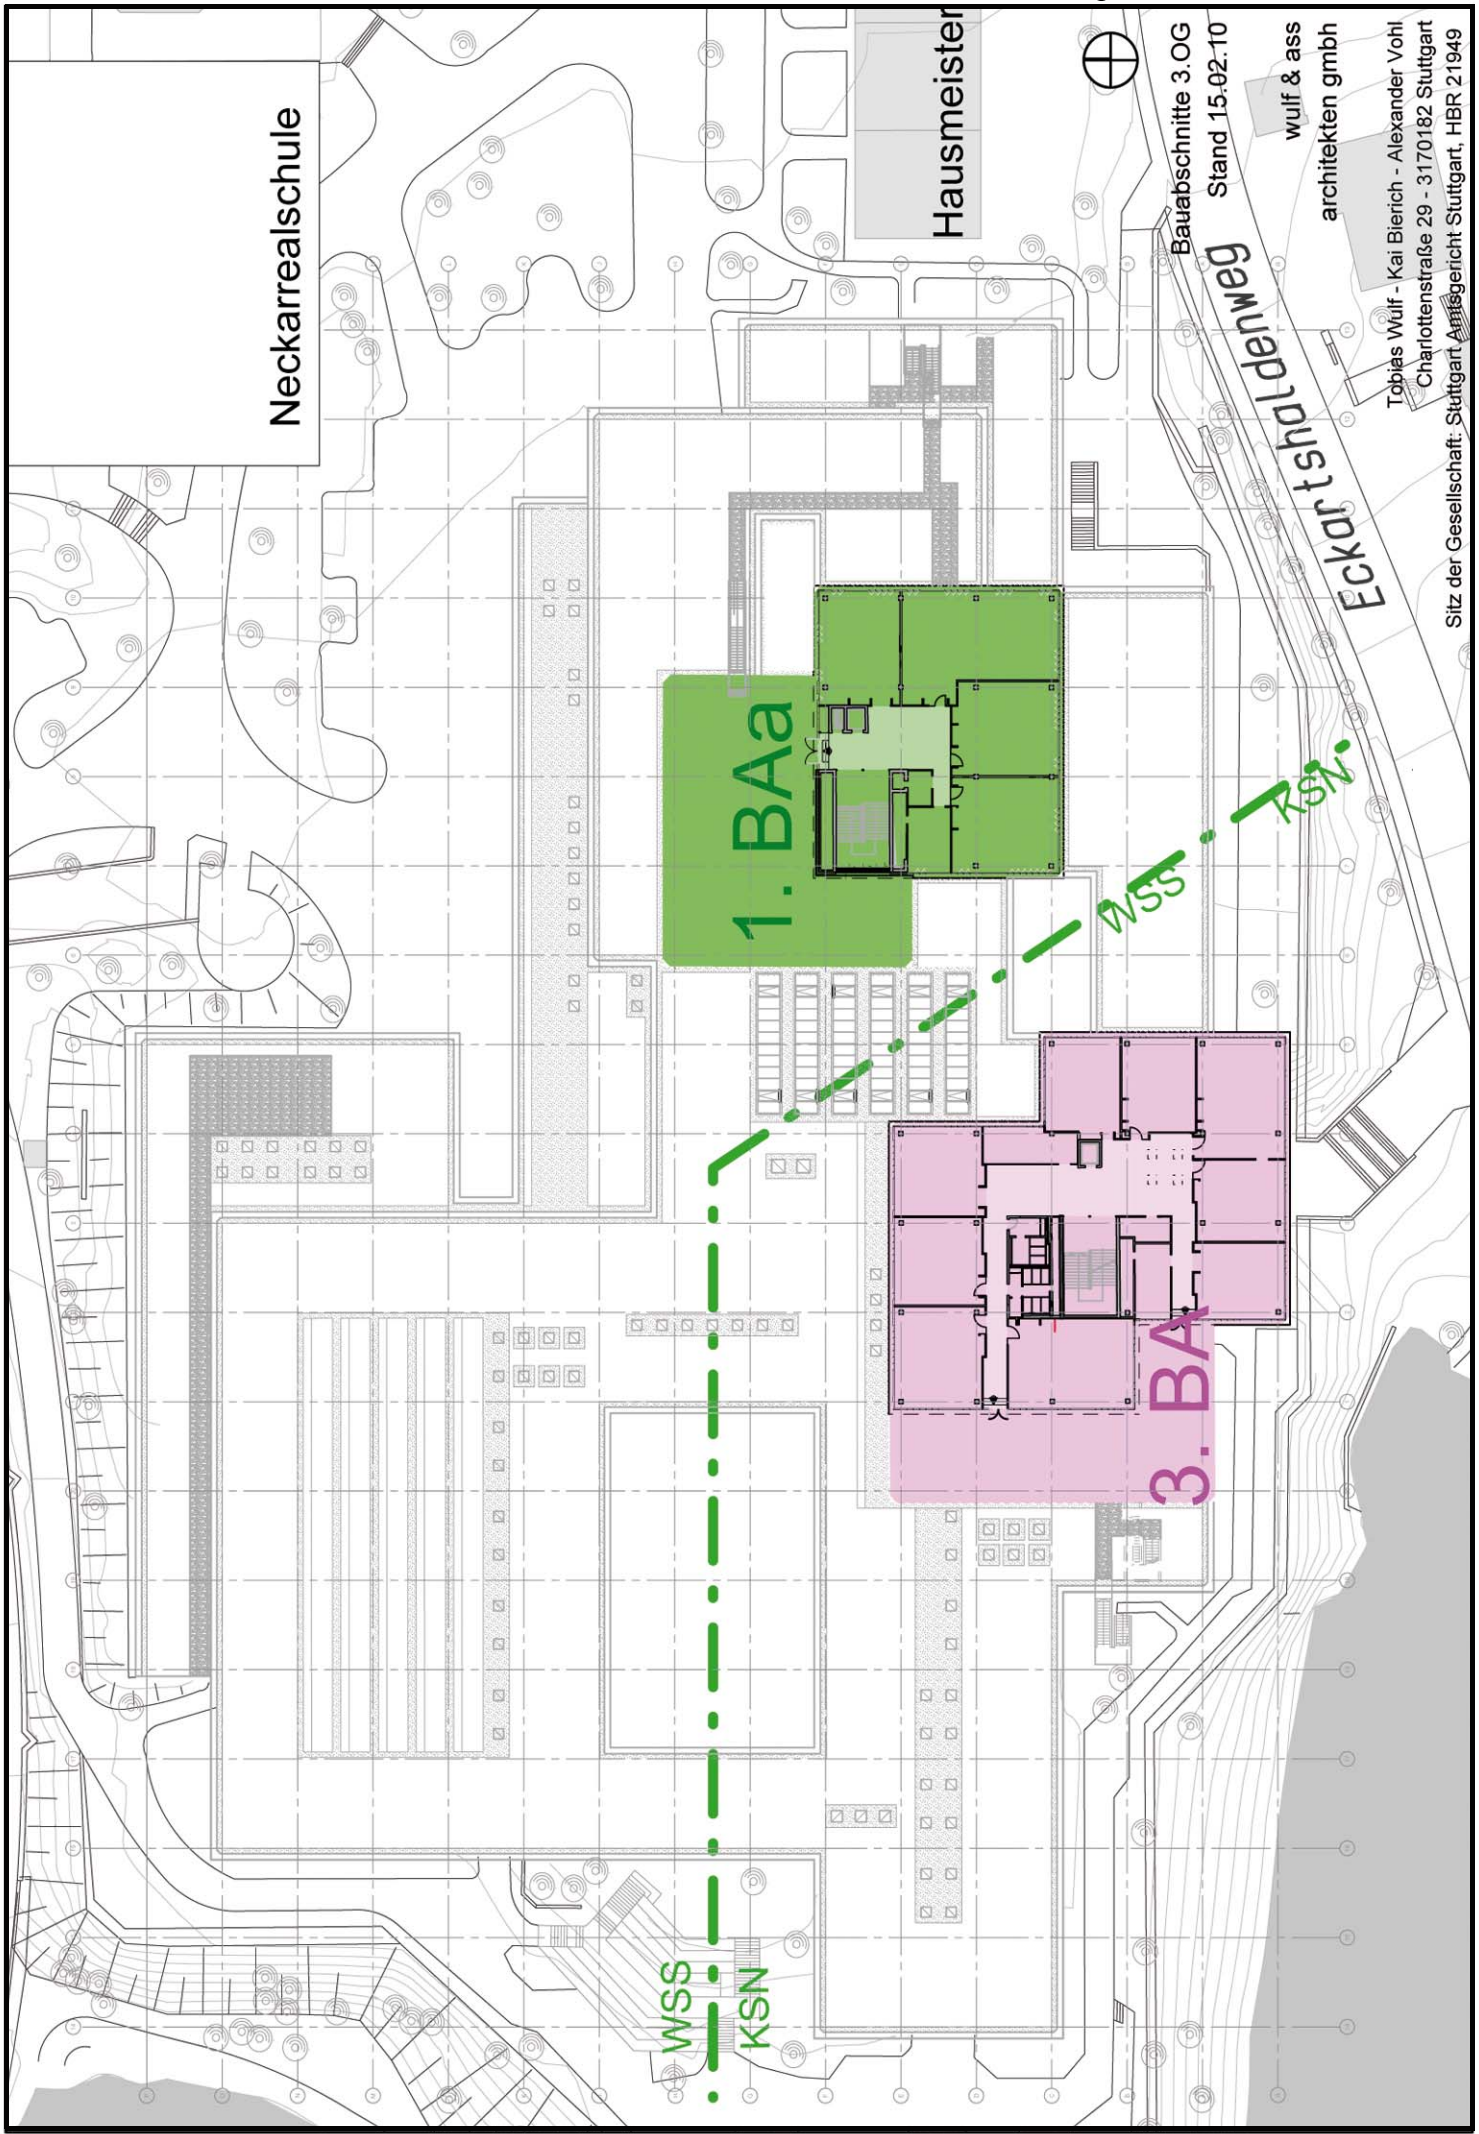 Neckarrealschule
Hausmeister
Bauabschnitte 3.OG
Stand 15.02.10
wulf & ass
architekten gmbh
Tobias Wulf - Kai Bierich - Alexander Vohl
Charlottenstraße 29 - 3170182 Stuttgart
Sitz der Gesellschaft: Stuttgart Amtsgericht Stuttgart, HBR 21949
Eckartshaldenweg
1. BAa
KSN
WSS
3. BA
WSS
KSN